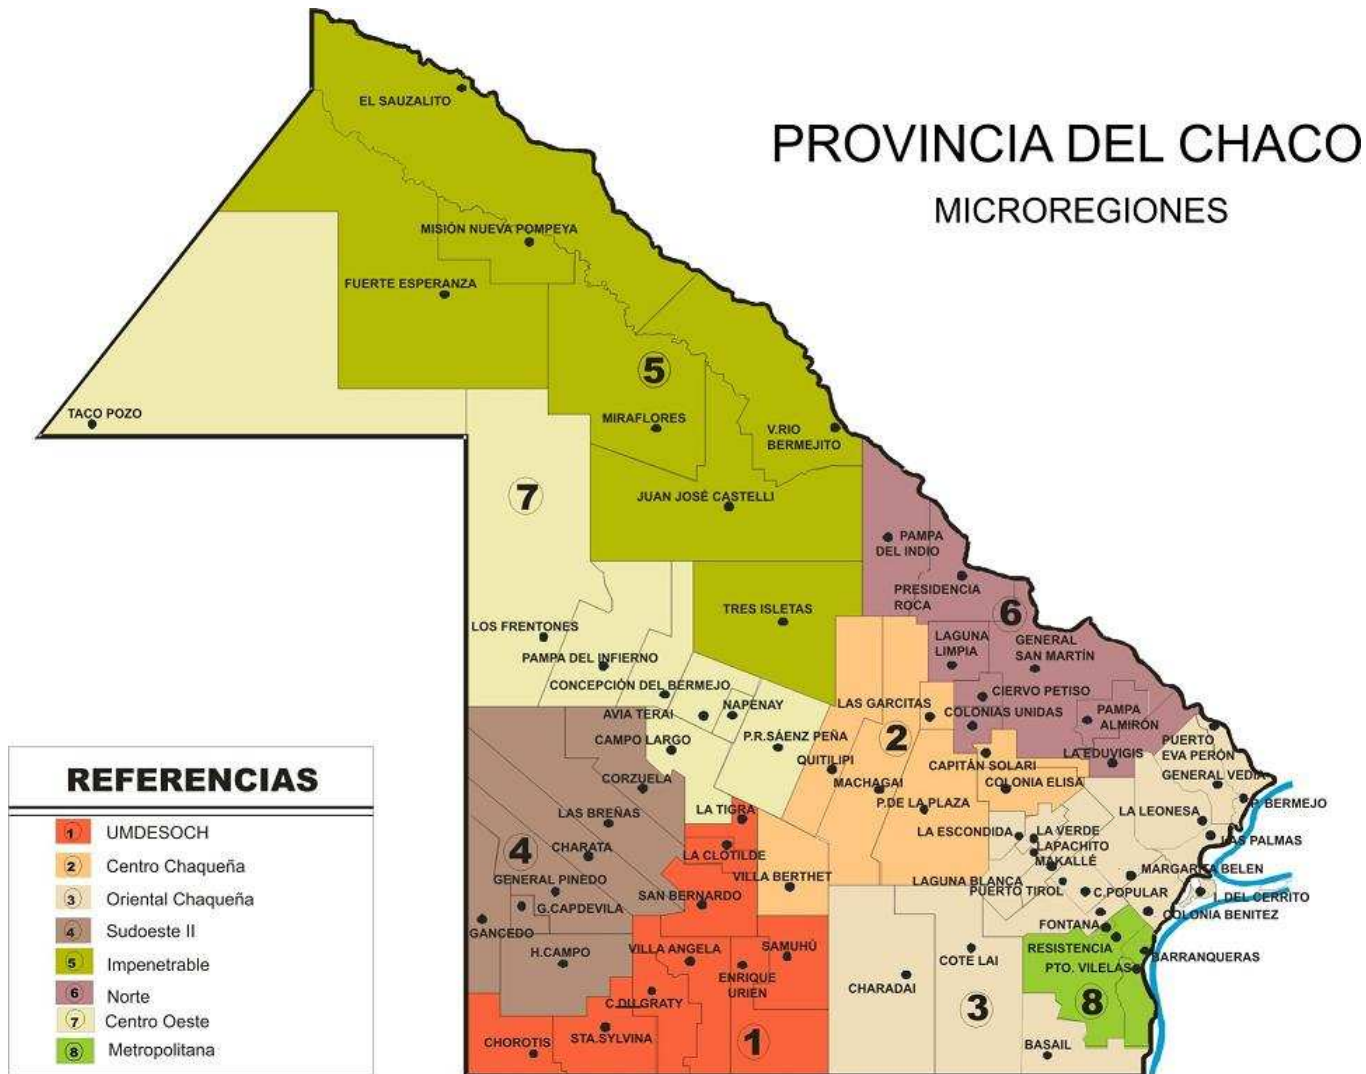 PROVINCIA DEL CHACO
MICROREGIONES
EL SAUZALITO
MISIÓN NUEVA POMPEYA
FUERTE ESPERANZA
5
TACO POZO
MIRAFLORES
V.RIO
BERMEJITO
7
JUAN JOSÉ CASTELLI
PAMPA
DEL INDIO
PRESIDENCIA
ROCA
6
TRES ISLETAS
LOS FRENTONES
LAGUNA
LIMPIA
GENERAL
SAN MARTÍN
PAMPA DEL INFIERNO
CONCEPCIÓN DEL BERMEJO
CIERVO PETISO
AVIA TERAI
NAPENAY
LAS GARCITAS
COLONIAS UNIDAS
PAMPA
ALMIRÓN
2
CAMPO LARGO
P.R.SÁENZ PEÑA
PUERTO
EVA PERÓN
LA EDUVIGIS
QUITILIPI
CAPITÁN SOLARI
CORZUELA
MACHAGAI
COLONIA ELISA
GENERAL VEDIA
LA TIGRA
P.DE LA PLAZA
P. BERMEJO
LAS BREÑAS
LA LEONESA
LA ESCONDIDA
LA VERDE
LAS PALMAS
CHARATA
4
LA CLOTILDE
LAPACHITO
MAKALLÉ
GENERAL PINEDO
VILLA BERTHET
LAGUNA BLANCA
MARGARITA BELEN
SAN BERNARDO
PUERTO TIROL
C.POPULAR
I. DEL CERRITO
G.CAPDEVILA
COLONIA BENITEZ
GANCEDO
FONTANA
H.CAMPO
VILLA ANGELA
SAMUHÚ
COTE LAI
RESISTENCIA
BARRANQUERAS
ENRIQUE
URIEN
PTO. VILELAS
CHARADAI
C.DILGRATY
3
8
STA.SYLVINA
CHOROTIS
1
BASAIL
REFERENCIAS
1 UMDESOCH
2 Centro Chaqueña
3 Oriental Chaqueña
4 Sudoeste II
5 Impenetrable
6 Norte
7 Centro Oeste
8 Metropolitana